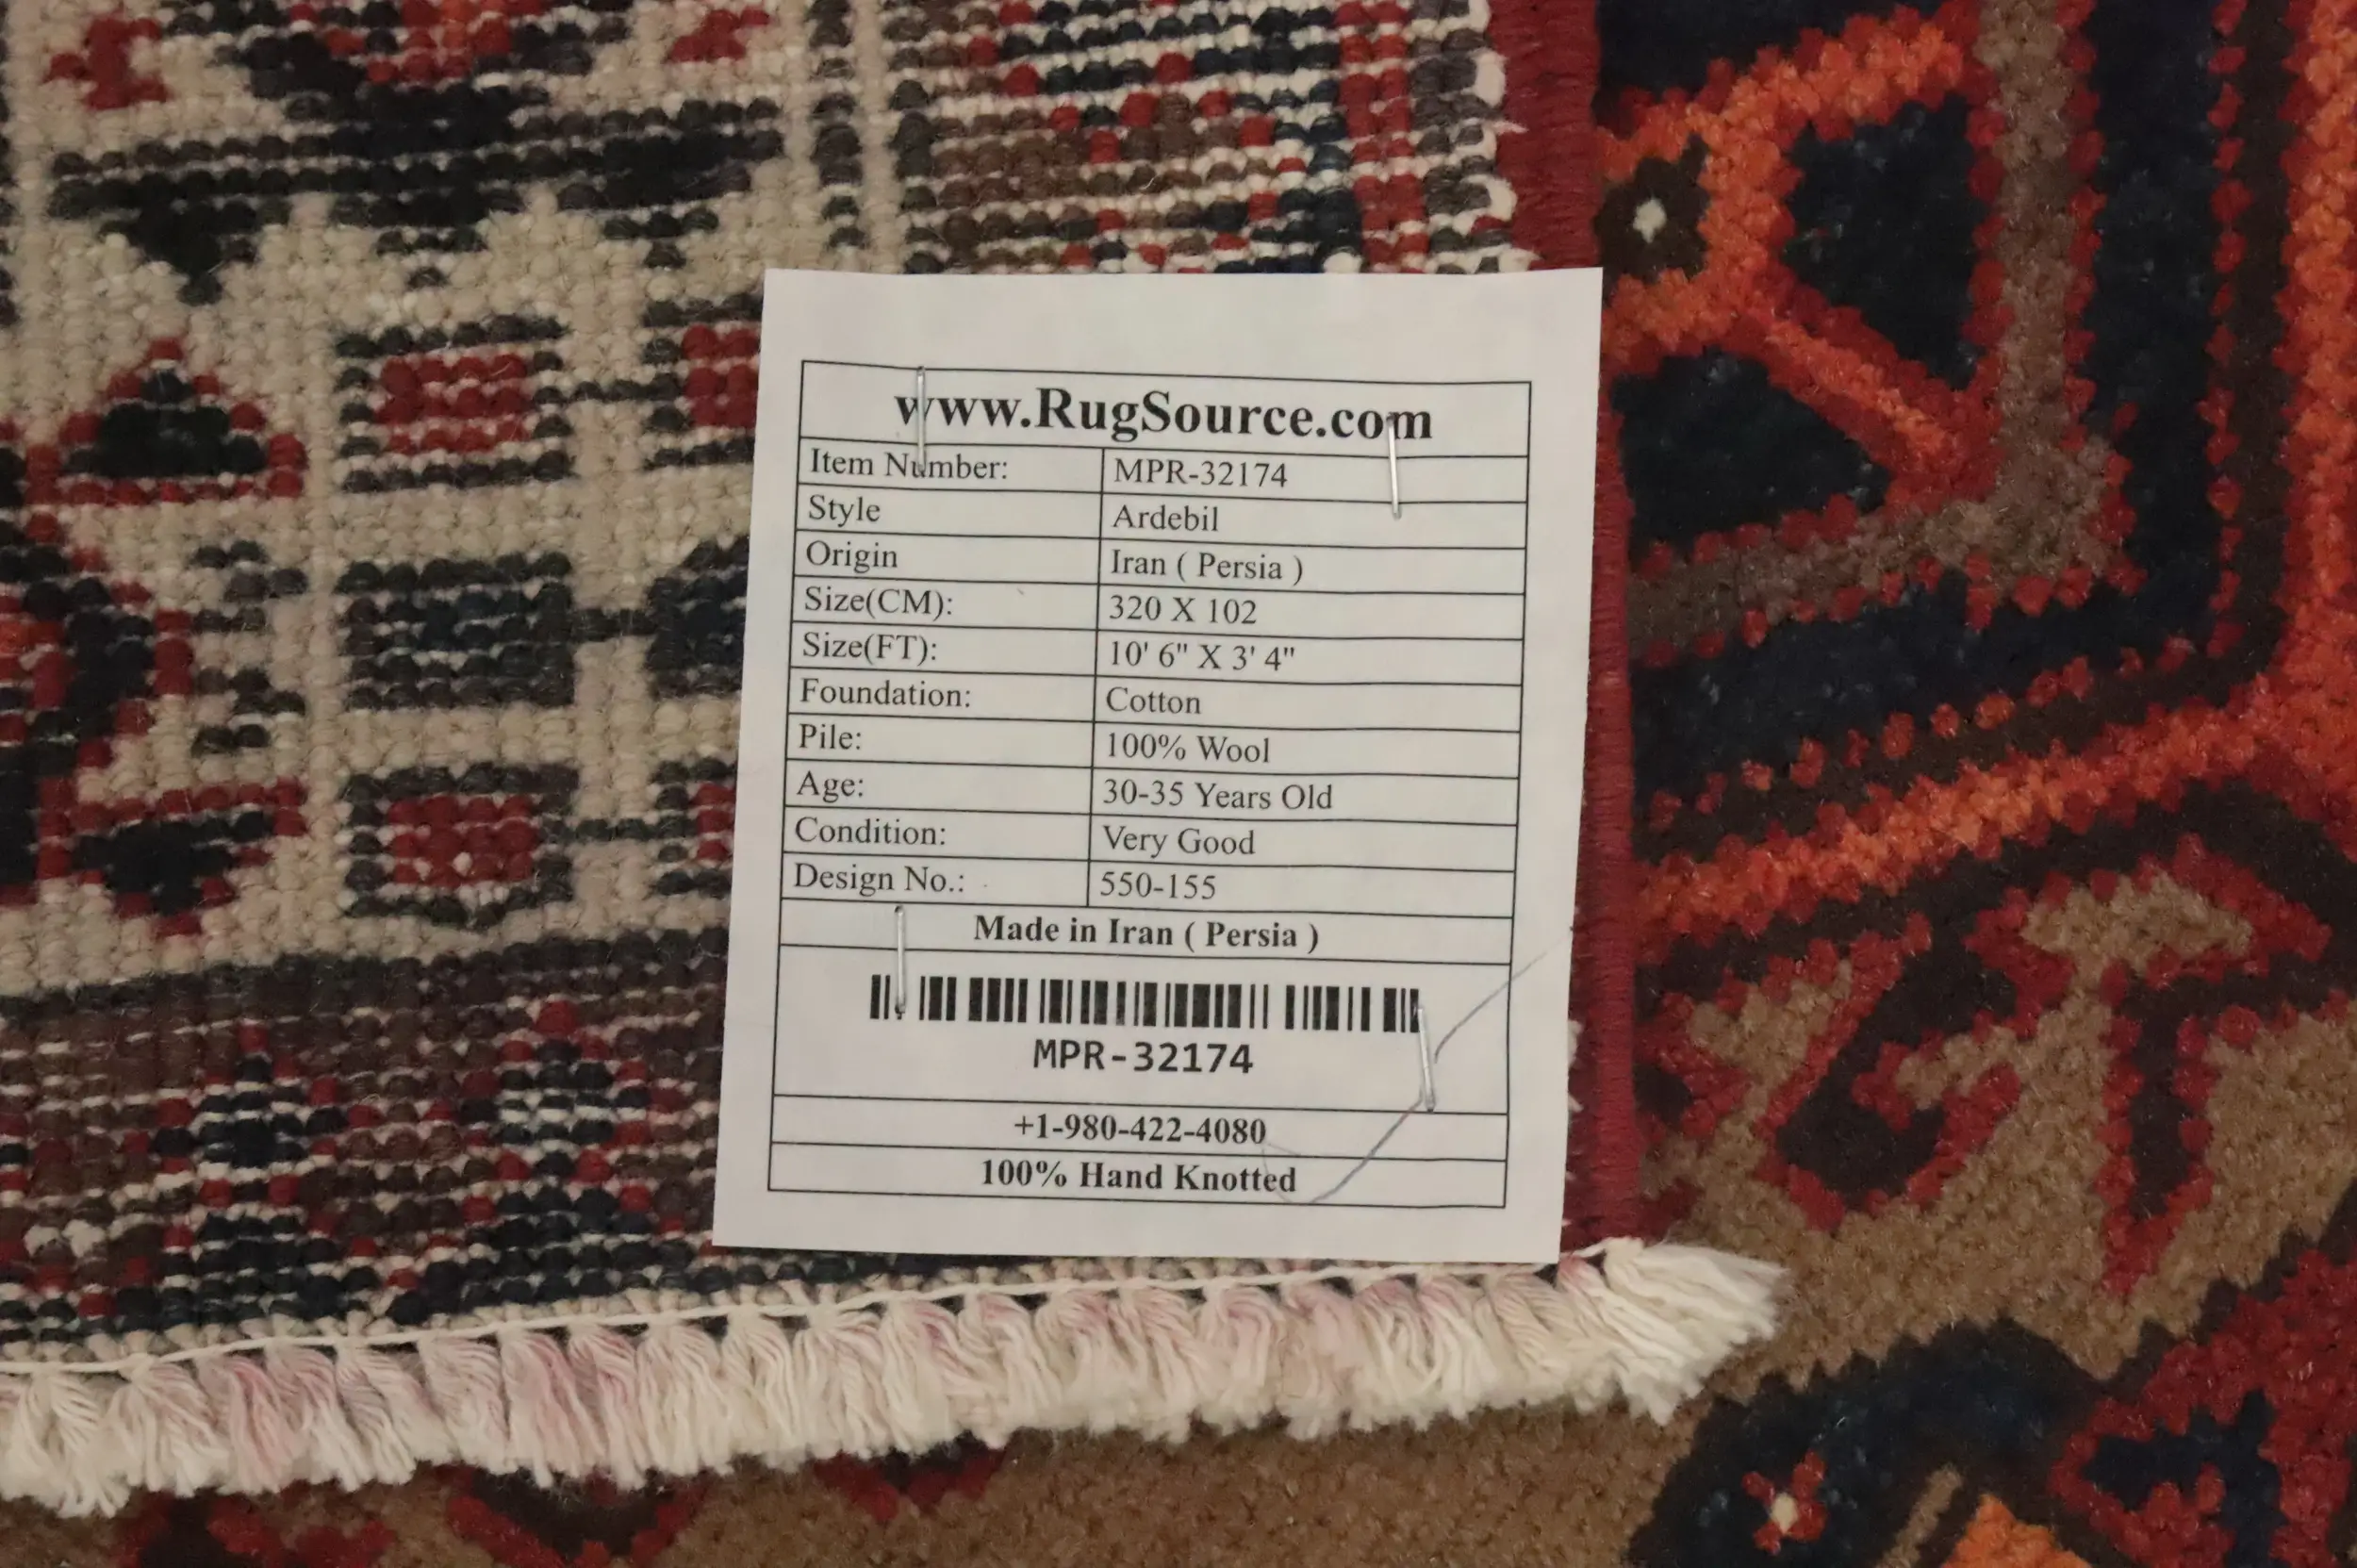 www.RugSource.com
Item Number: MPR-32174
Style Ardebil
Origin Iran ( Persia )
Size(CM): 320 X 102
Size(FT): 10' 6" X 3' 4"
Foundation: Cotton
Pile: 100% Wool
Age: 30-35 Years Old
Condition: Very Good
Design No.: 550-155
Made in Iran ( Persia )
MPR-32174
+1-980-422-4080
100% Hand Knotted